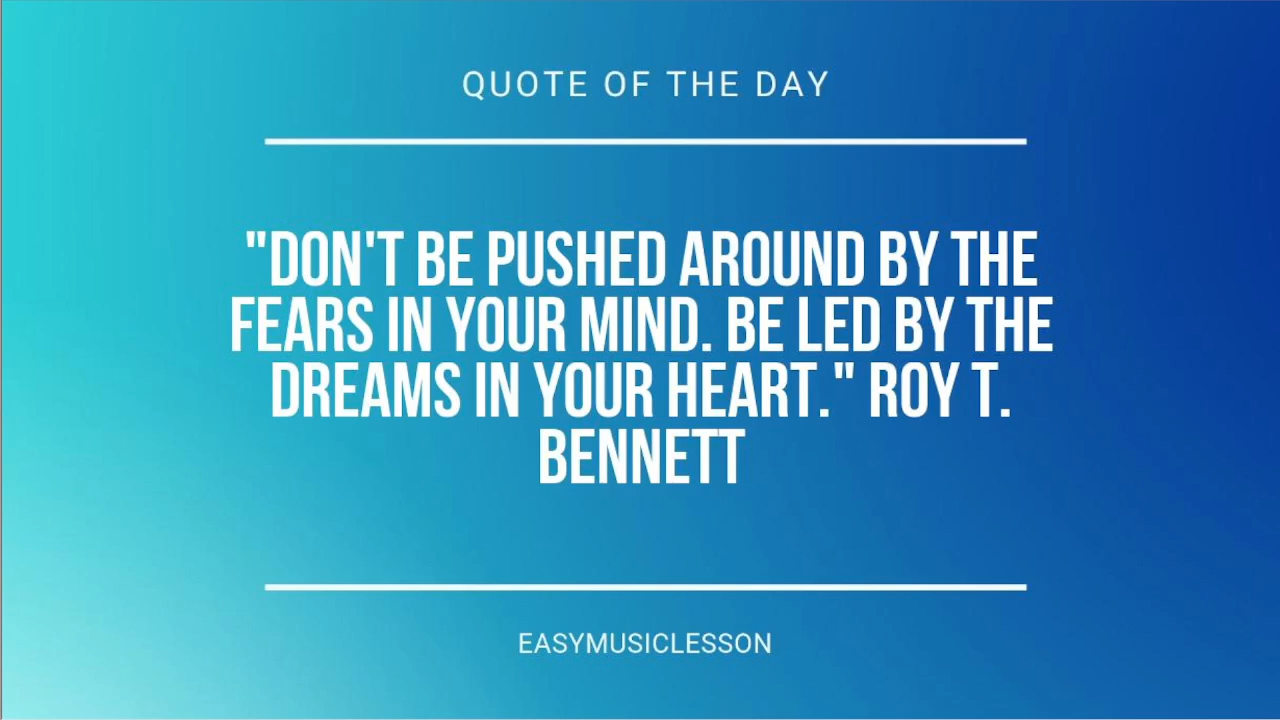 QUOTE OF THE DAY
"DON'T BE PUSHED AROUND BY THE
FEARS IN YOUR MIND. BE LED BY THE
DREAMS IN YOUR HEART." ROY T.
BENNETT
EASYMUSICLESSON